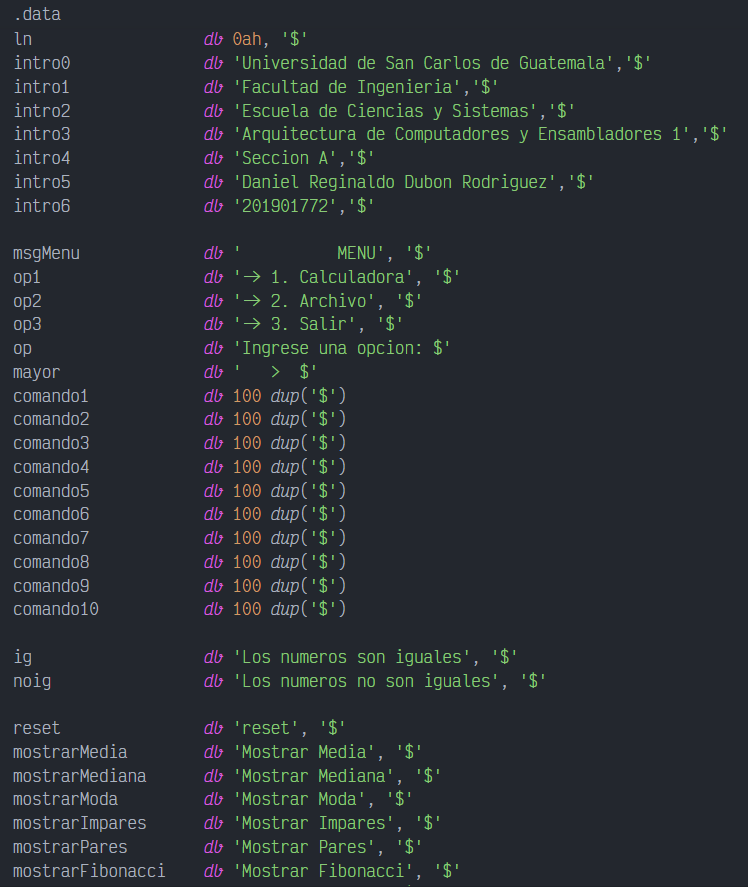 .data
ln db 0ah, '$'
intro0 db 'Universidad de San Carlos de Guatemala','$'
intro1 db 'Facultad de Ingenieria','$'
intro2 db 'Escuela de Ciencias y Sistemas','$'
intro3 db 'Arquitectura de Computadores y Ensambladores 1','$'
intro4 db 'Seccion A','$'
intro5 db 'Daniel Reginaldo Dubon Rodriguez','$'
intro6 db '201901772','$'
msgMenu db '          MENU', '$'
op1 db '-> 1. Calculadora', '$'
op2 db '-> 2. Archivo', '$'
op3 db '-> 3. Salir', '$'
op db 'Ingrese una opcion: $'
mayor db '   >  $'
comando1 db 100 dup('$')
comando2 db 100 dup('$')
comando3 db 100 dup('$')
comando4 db 100 dup('$')
comando5 db 100 dup('$')
comando6 db 100 dup('$')
comando7 db 100 dup('$')
comando8 db 100 dup('$')
comando9 db 100 dup('$')
comando10 db 100 dup('$')
ig db 'Los numeros son iguales', '$'
noig db 'Los numeros no son iguales', '$'
reset db 'reset', '$'
mostrarMedia db 'Mostrar Media', '$'
mostrarMediana db 'Mostrar Mediana', '$'
mostrarModa db 'Mostrar Moda', '$'
mostrarImpares db 'Mostrar Impares', '$'
mostrarPares db 'Mostrar Pares', '$'
mostrarFibonacci db 'Mostrar Fibonacci', '$'